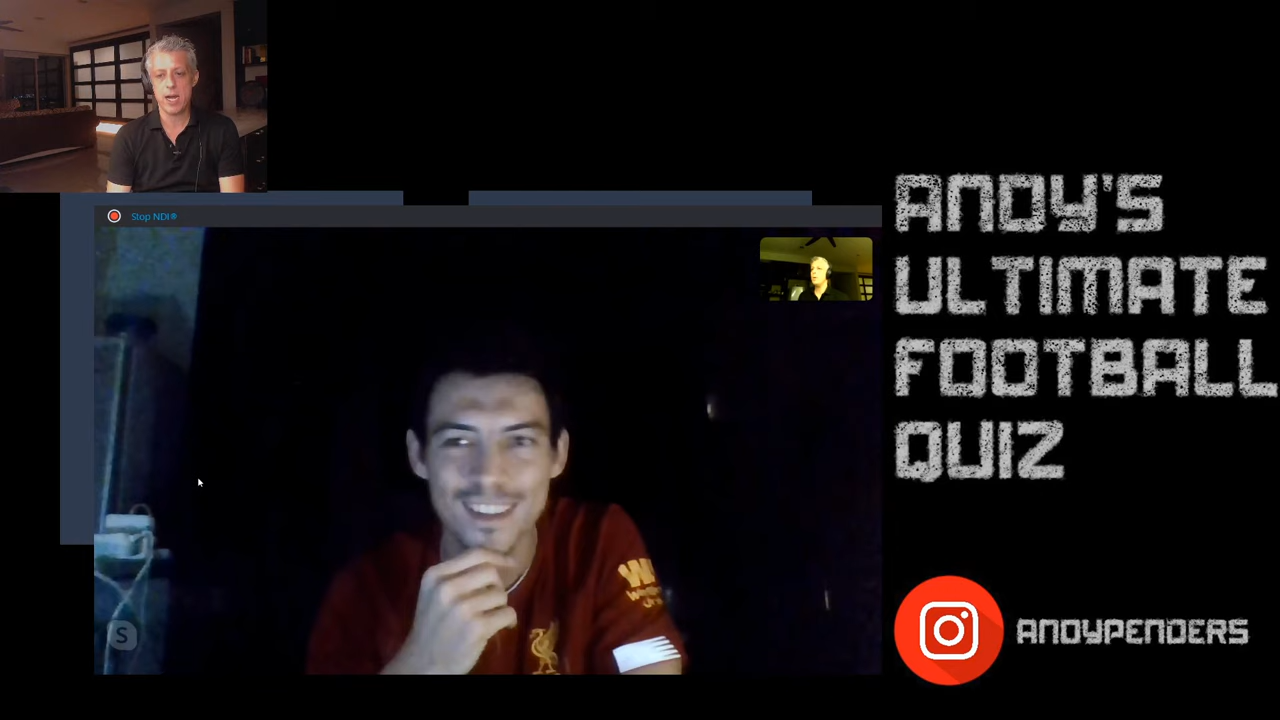 Stop NDI®
ANDY'S
ULTIMATE
FOOTBALL
QUIZ
S
ANDYPENDERS